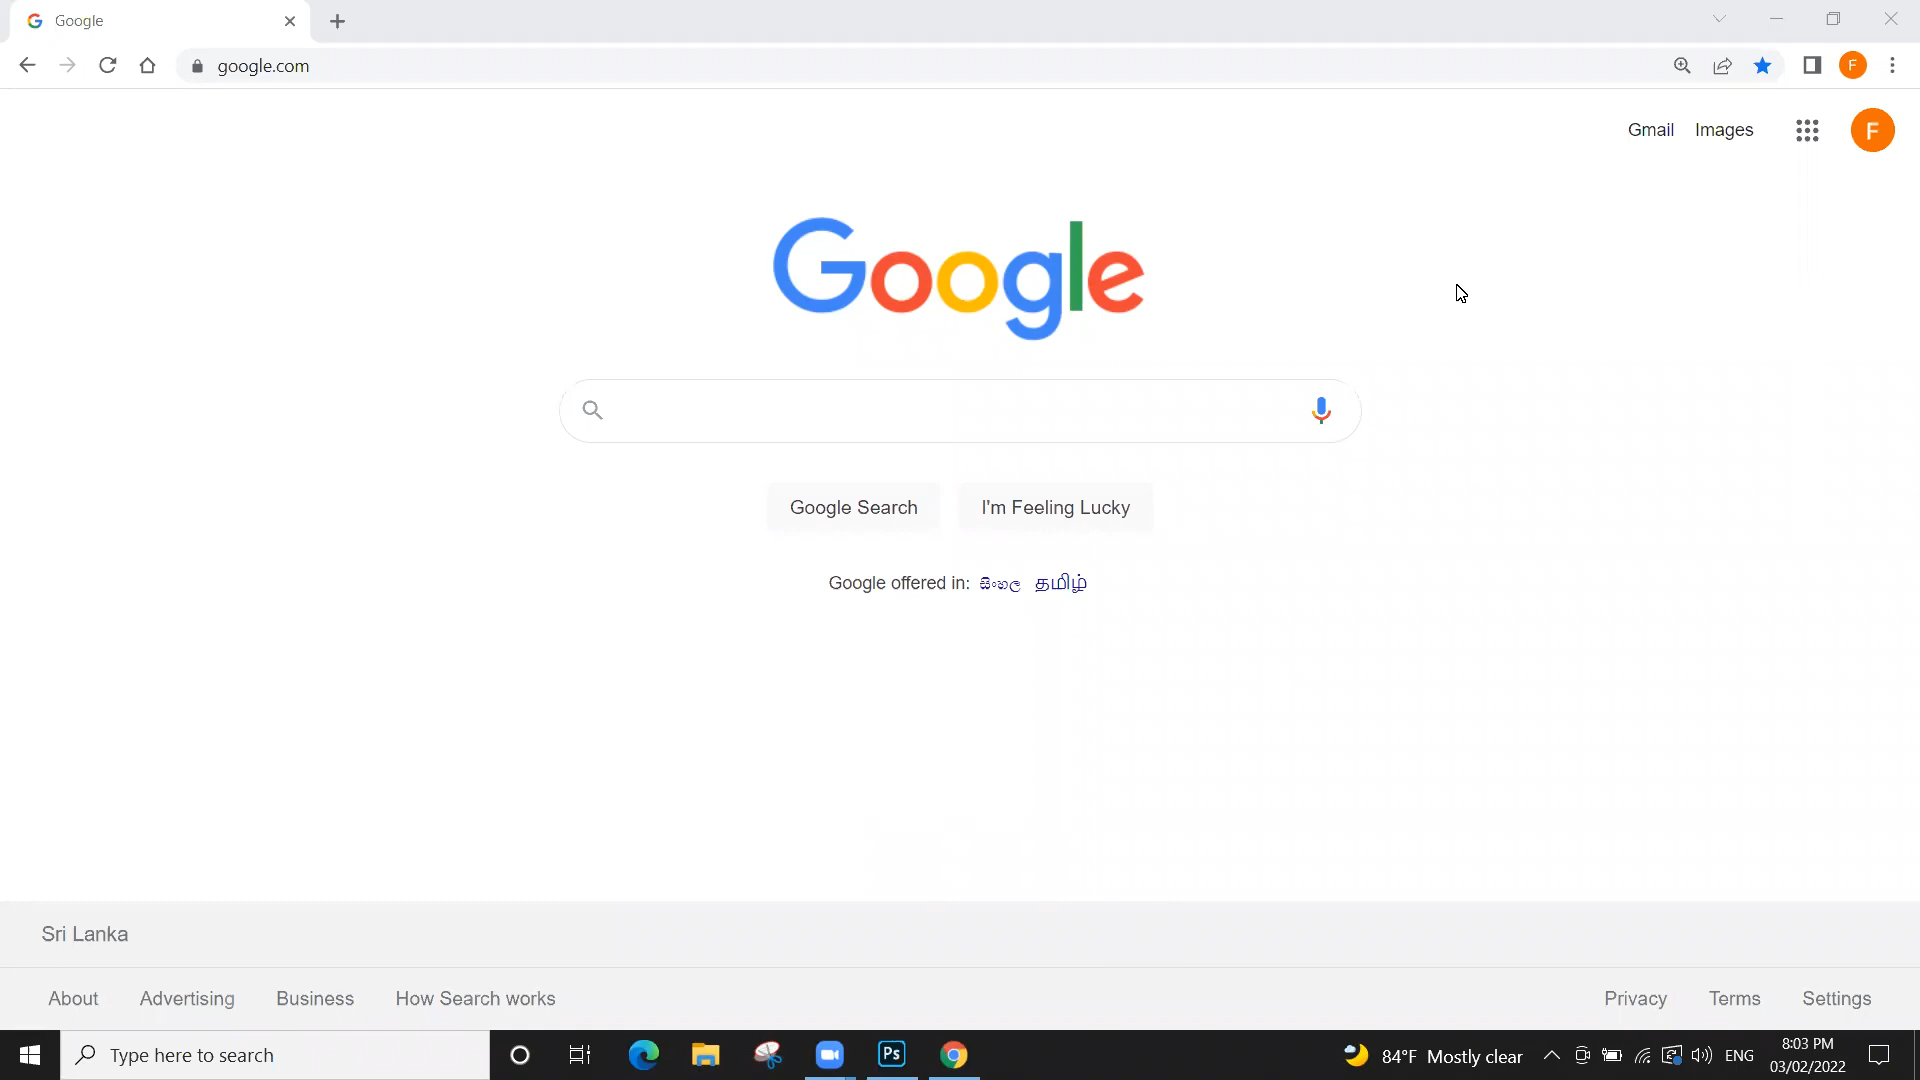 Google
google.com
F
Gmail Images F
Google
Google Search I'm Feeling Lucky
Google offered in: සිංහල தமிழ்
Sri Lanka
About Advertising Business How Search works Privacy Terms Settings
Type here to search Ps 84°F Mostly clear ENG 8:03 PM
03/02/2022